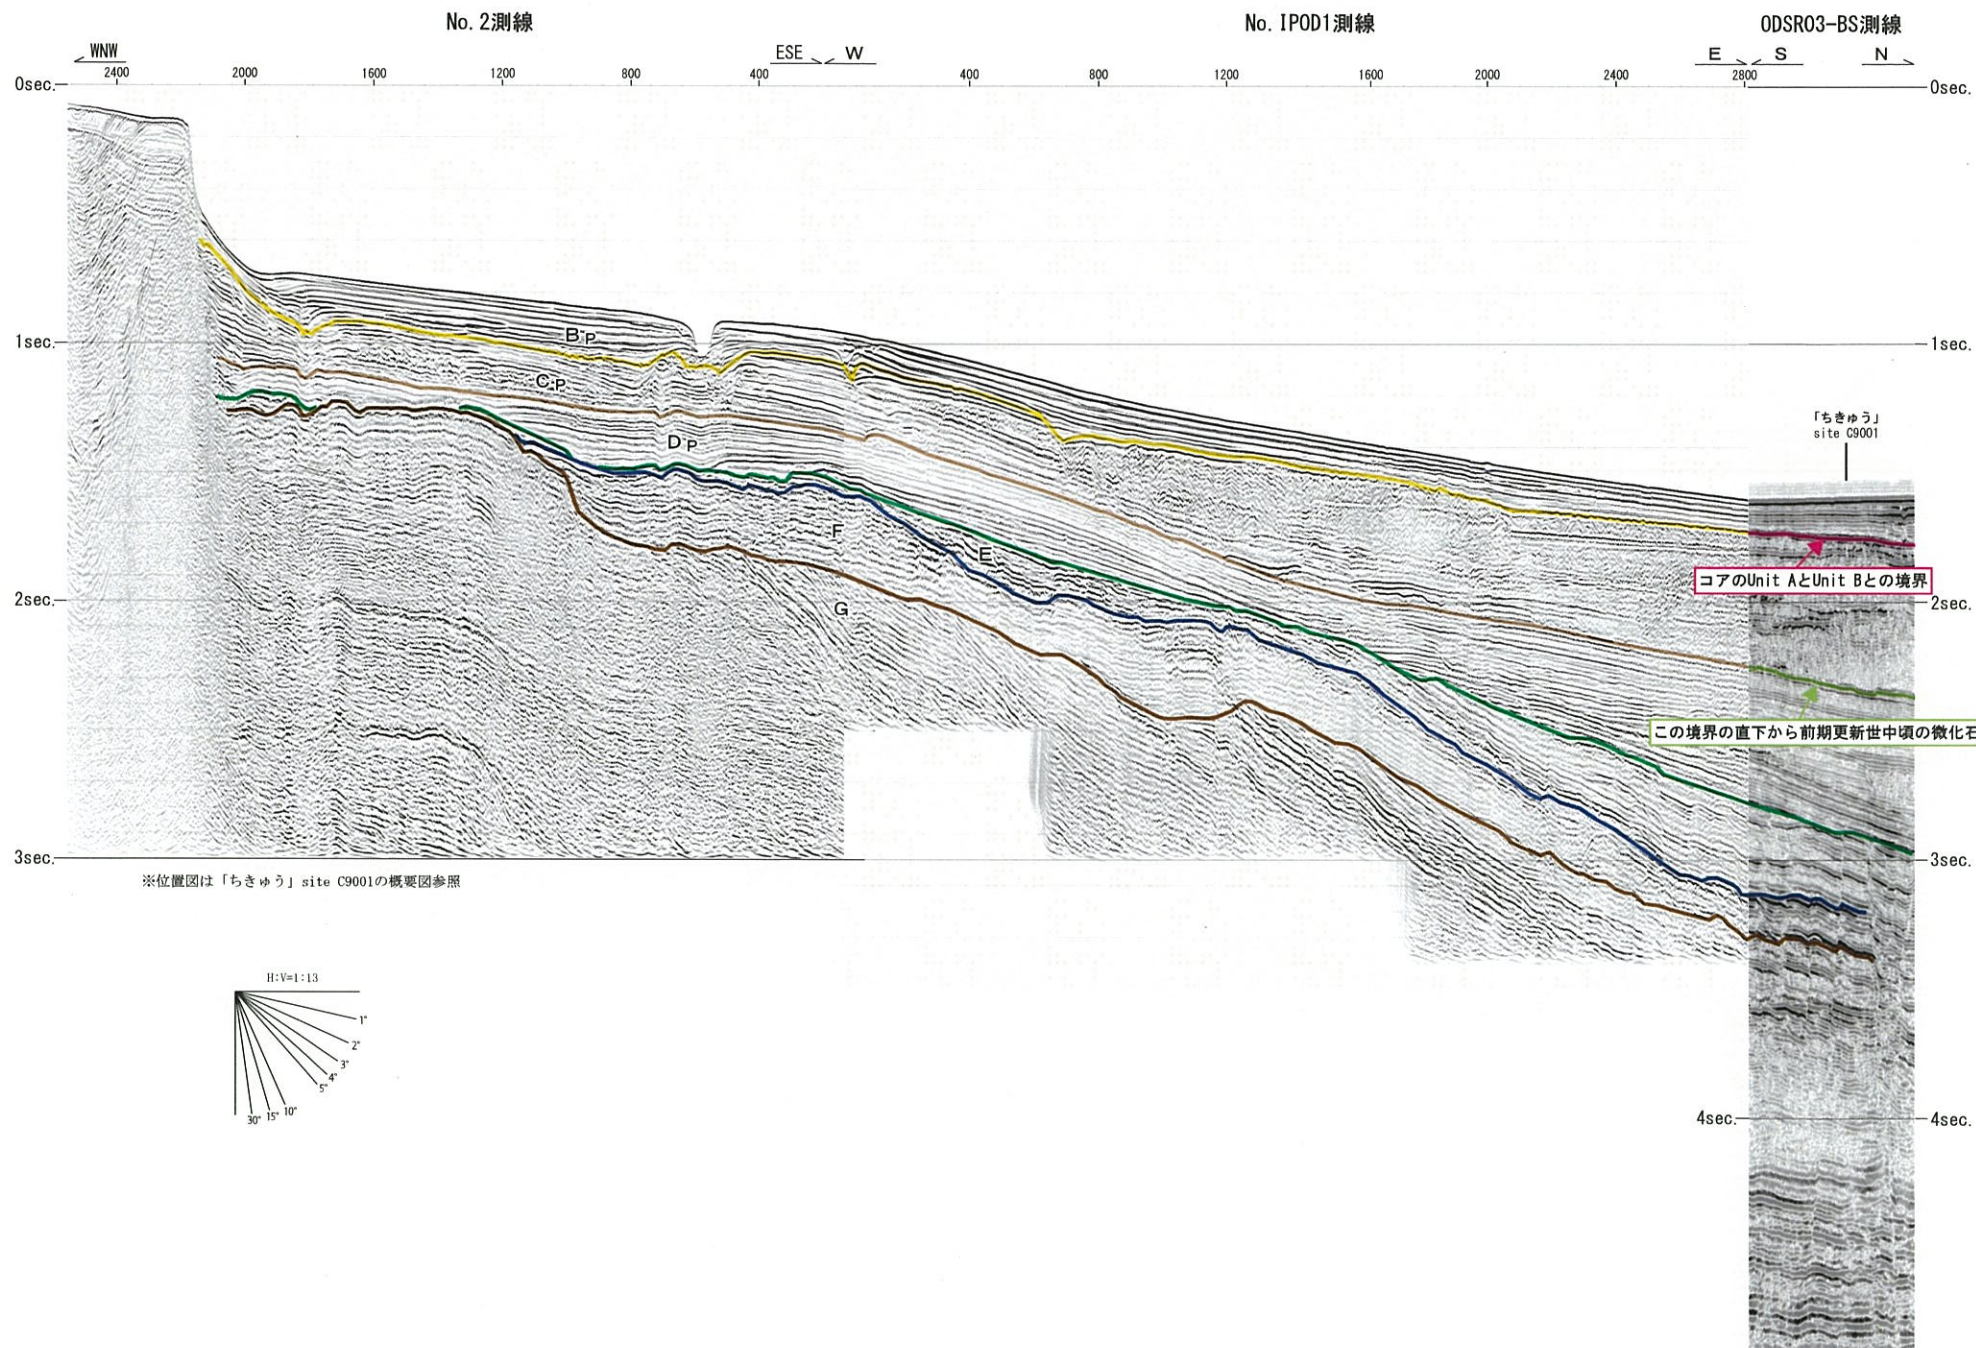 No.2測線
No.IPOD1測線
ODSR03-BS測線
WNW
ESE
W
E
S
N
2400
2000
1600
1200
800
400
400
800
1200
1600
2000
2400
2800
0sec.
0sec.
1sec.
1sec.
2sec.
2sec.
3sec.
3sec.
4sec.
4sec.
BP
CP
DP
E
F
G
「ちきゅう」
site C9001
コアのUnit AとUnit Bとの境界
この境界の直下から前期更新世中頃の微化石
※位置図は「ちきゅう」site C9001の概要図参照
H:V=1:13
1°
2°
3°
4°
5°
10°
15°
30°